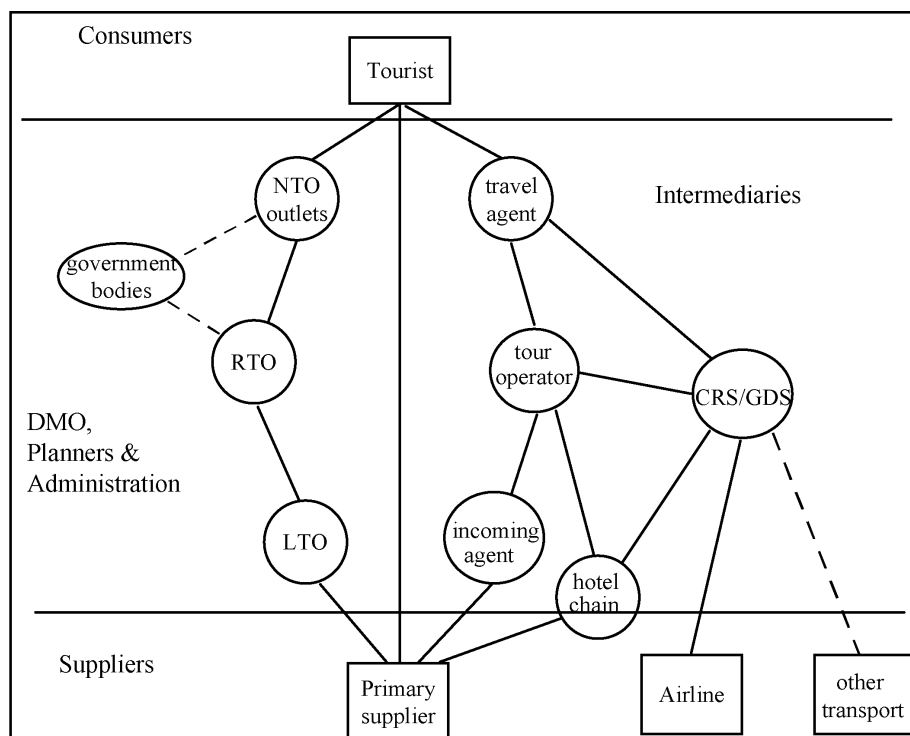 Consumers
Tourist
NTO
outlets
travel
agent
Intermediaries
government
bodies
RTO
tour
operator
CRS/GDS
DMO,
Planners &
Administration
LTO
incoming
agent
hotel
chain
Suppliers
Primary
supplier
Airline
other
transport